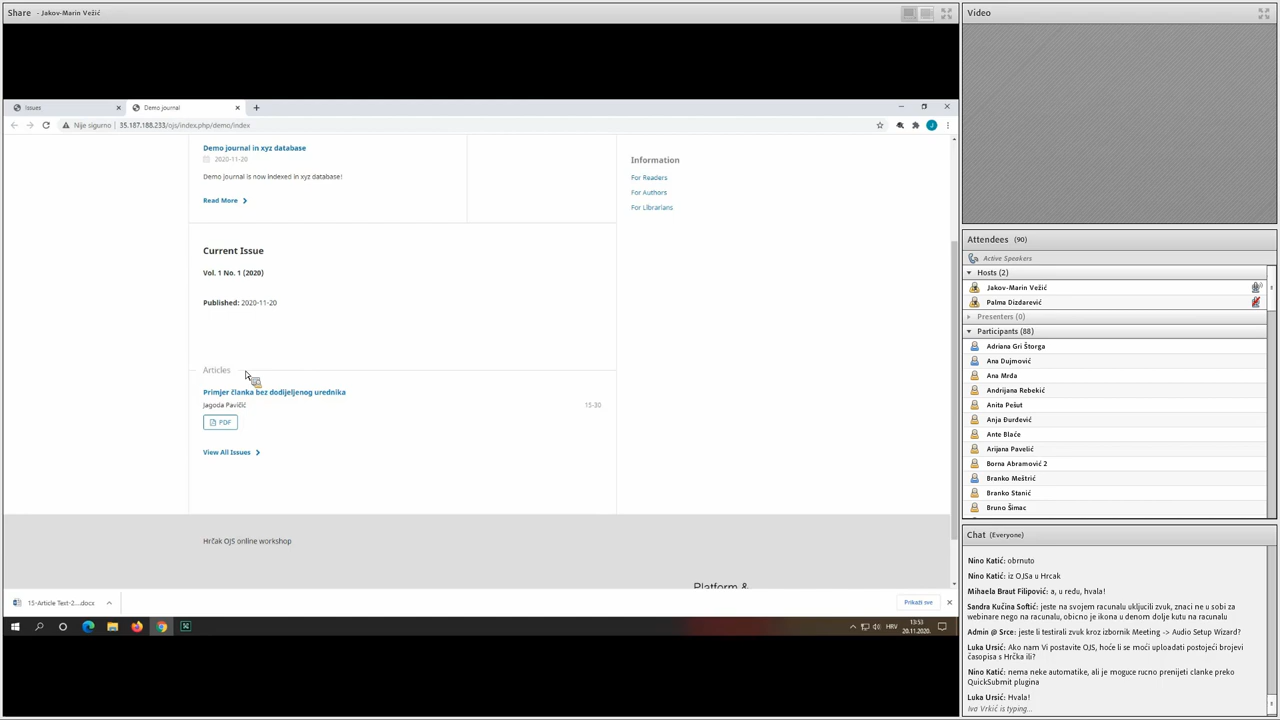 Share - Jakov-Marin Vežić
Issues
Demo journal
Nije sigurno
35.187.188.233/ojs/index.php/demo/index
J
Demo journal in xyz database
2020-11-20
Demo journal is now indexed in xyz database!
Read More
Information
For Readers
For Authors
For Librarians
Current Issue
Vol. 1 No. 1 (2020)
Published: 2020-11-20
Articles
Primjer članka bez dodijeljenog urednika
Jagoda Pavičić
15-30
PDF
View All Issues
Hrčak OJS online workshop
Platform &
15-Article Text-2....docx
Prikaži sve
HRV
13:53
20.11.2020.
Video
Attendees (90)
Active Speakers
Hosts (2)
Jakov-Marin Vežić
Palma Dizdarević
Presenters (0)
Participants (88)
Adriana Gri Štorga
Ana Dujmović
Ana Mrđa
Andrijana Rebekić
Anita Pešut
Anja Đurđević
Ante Blaće
Arijana Pavelić
Borna Abramović 2
Branko Meštrić
Branko Stanić
Bruno Šimac
Chat (Everyone)
Nino Katić: obrnuto
Nino Katić: iz OJSa u Hrcak
Mihaela Braut Filipović: a, u redu, hvala!
Sandra Kučina Softić: jeste na svojem racunalu ukljucili zvuk, znaci ne u sobi za
webinare nego na racunalu, obicno je ikona u denom dolje kutu na racunalu
Admin @ Srce: jeste li testirali zvuk kroz izbornik Meeting -> Audio Setup Wizard?
Luka Ursić: Ako nam Vi postavite OJS, hoće li se moći uploadati postojeći brojevi
časopisa s Hrčka ili?
Nino Katić: nema neke automatike, ali je moguce rucno prenijeti clanke preko
QuickSubmit plugina
Luka Ursić: Hvala!
Iva Vrkić is typing...